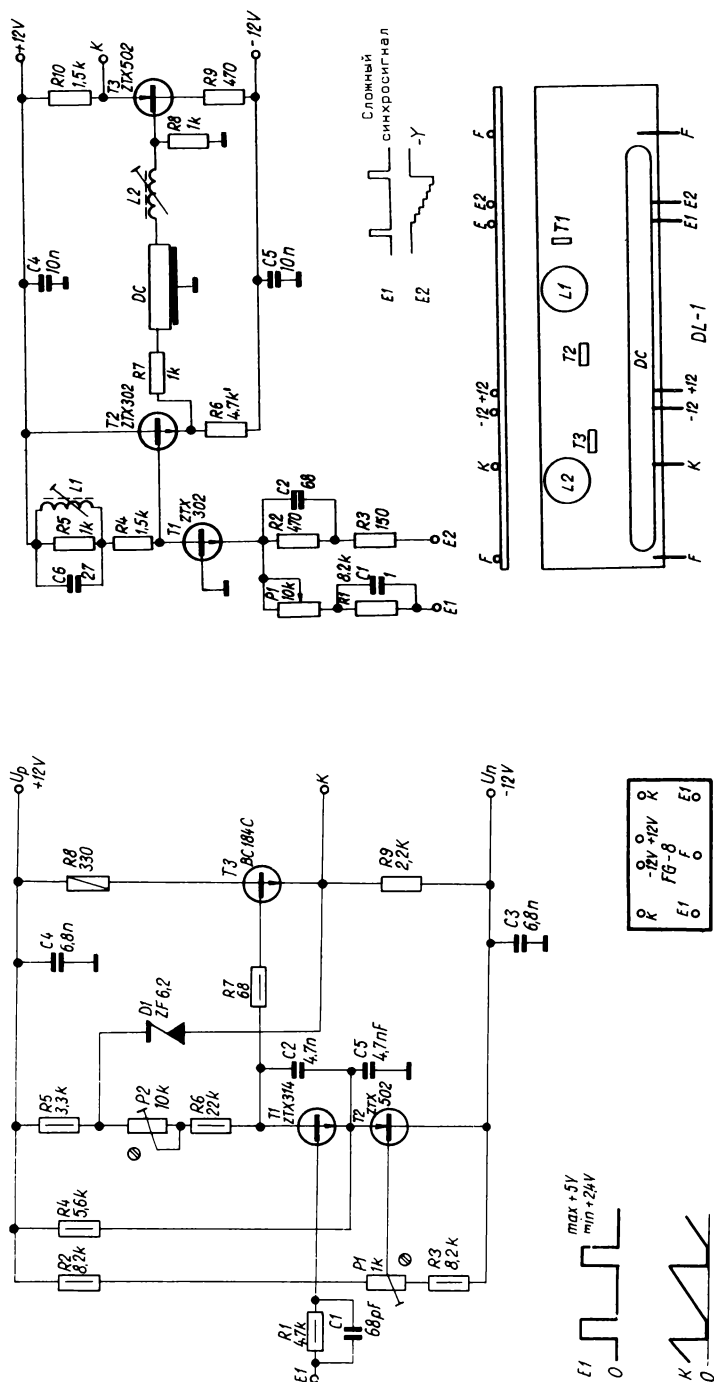 +12V
R10
1,5k
K
T3
ZTX502
R9
470
-12V
R8
1k
L2
C4
10n
DC
C5
10n
R7
1k
T2
ZTX302
R6
4.7k'
L1
R5
1k
R4
1,5k
C6
27
T1
ZTX
302
C2
68
R2
470
R3
150
E2
P1
10k
R1
8,2k
C1
1
E1
Сложный
синхросигнал
E1
E2
-Y
F
E2
E
+12
-12
K
F
T1
L1
T2
T3
L2
DC
F
E2
E1
+12
-12
K
F
DL-1
Up
+12V
R8
330
T3
BC184C
K
R9
2,2K
Un
-12V
C4
6,8n
C3
6,8n
R7
68
D1
ZF6,2
R5
3,3k
P2
10k
R6
22k
C2
4.7n
C5
4,7nF
T1
ZTX314
T2
ZTX
502
R4
5,6k
R2
8,2k
P1
1k
R3
8,2k
R1
47k
C1
68pF
E1
K
-12V
+12V
K
FG-8
E1
F
E1
max+5V
min+2,4V
E1
0
K
0